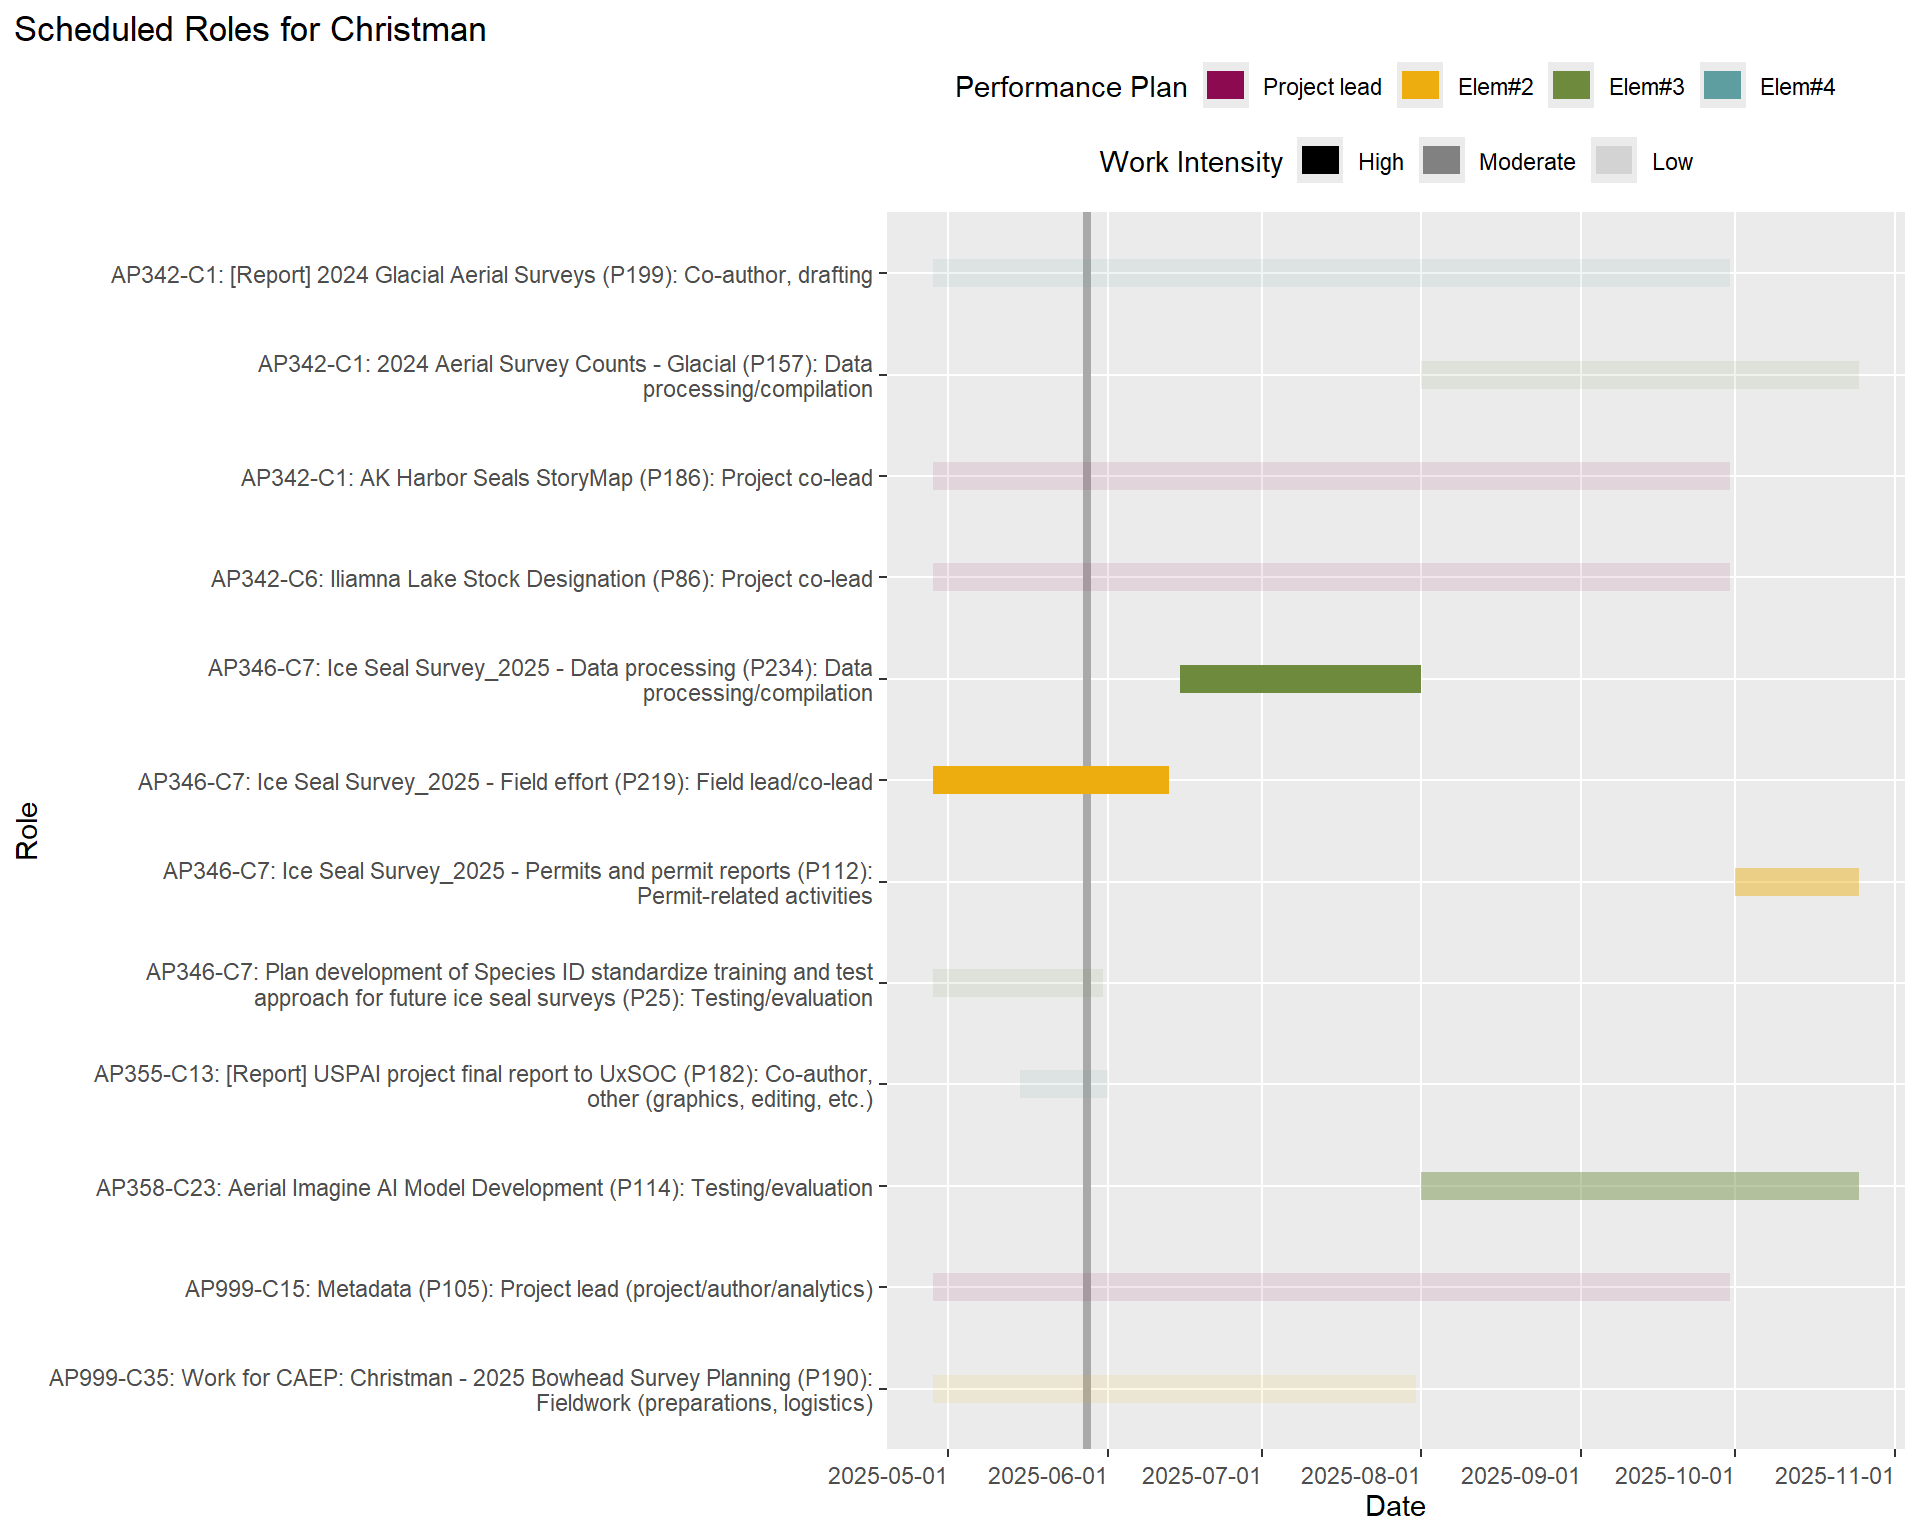 Scheduled Roles for Christman
Performance Plan Project lead Elem#2 Elem#3 Elem#4
Work Intensity High Moderate Low
AP342-C1: [Report] 2024 Glacial Aerial Surveys (P199): Co-author, drafting
AP342-C1: 2024 Aerial Survey Counts - Glacial (P157): Data
processing/compilation
AP342-C1: AK Harbor Seals StoryMap (P186): Project co-lead
AP342-C6: Iliamna Lake Stock Designation (P86): Project co-lead
AP346-C7: Ice Seal Survey_2025 - Data processing (P234): Data
processing/compilation
AP346-C7: Ice Seal Survey_2025 - Field effort (P219): Field lead/co-lead
Role
AP346-C7: Ice Seal Survey_2025 - Permits and permit reports (P112):
Permit-related activities
AP346-C7: Plan development of Species ID standardize training and test
approach for future ice seal surveys (P25): Testing/evaluation
AP355-C13: [Report] USPAI project final report to UxSOC (P182): Co-author,
other (graphics, editing, etc.)
AP358-C23: Aerial Imagine AI Model Development (P114): Testing/evaluation
AP999-C15: Metadata (P105): Project lead (project/author/analytics)
AP999-C35: Work for CAEP: Christman - 2025 Bowhead Survey Planning (P190):
Fieldwork (preparations, logistics)
2025-05-01 2025-06-01 2025-07-01 2025-08-01 2025-09-01 2025-10-01 2025-11-01
Date